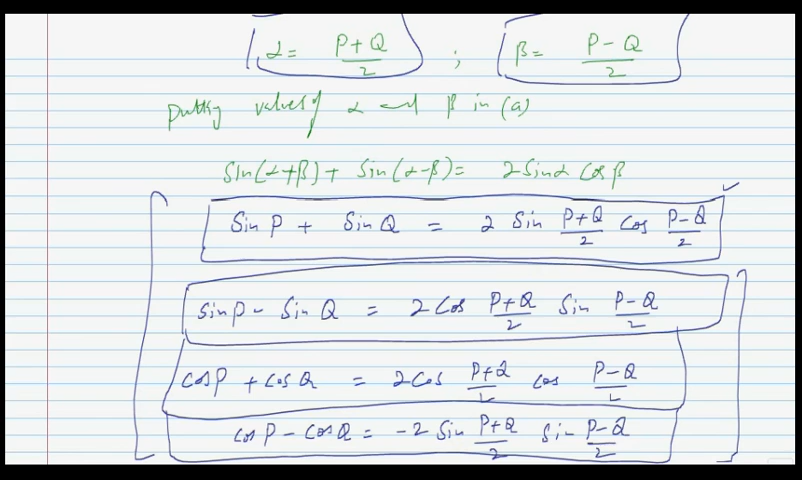 α = P+Q/2 ; β = P-Q/2
putting values of α and β in (a)
Sin(α+β) + Sin(α-β) = 2 Sinα Cos β
Sin P + Sin Q = 2 Sin P+Q/2 Cos P-Q/2
Sin P - Sin Q = 2 Cos P+Q/2 Sin P-Q/2
Cos P + Cos Q = 2 Cos P+Q/2 Cos P-Q/2
Cos P - Cos Q = -2 Sin P+Q/2 Sin P-Q/2